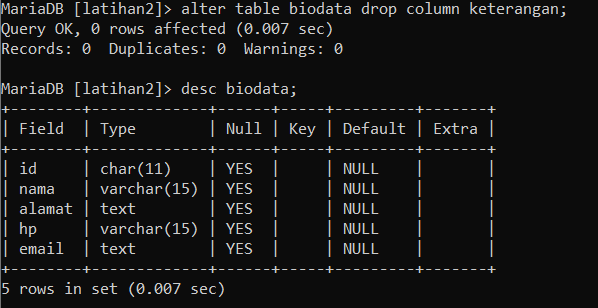 MariaDB [latihan2]> alter table biodata drop column keterangan;
Query OK, 0 rows affected (0.007 sec)
Records: 0  Duplicates: 0  Warnings: 0

MariaDB [latihan2]> desc biodata;
+--------+-------------+------+-----+---------+-------+
| Field  | Type        | Null | Key | Default | Extra |
+--------+-------------+------+-----+---------+-------+
| id     | char(11)    | YES  |     | NULL    |       |
| nama   | varchar(15) | YES  |     | NULL    |       |
| alamat | text        | YES  |     | NULL    |       |
| hp     | varchar(15) | YES  |     | NULL    |       |
| email  | text        | YES  |     | NULL    |       |
+--------+-------------+------+-----+---------+-------+
5 rows in set (0.007 sec)